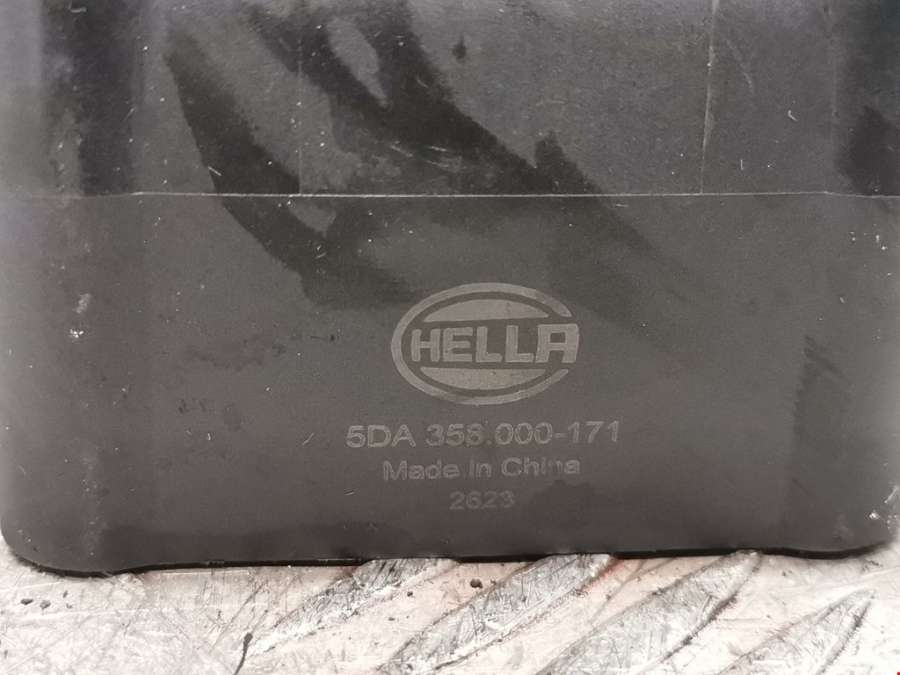 HELLA
5DA 358.000-171
Made in China
2623